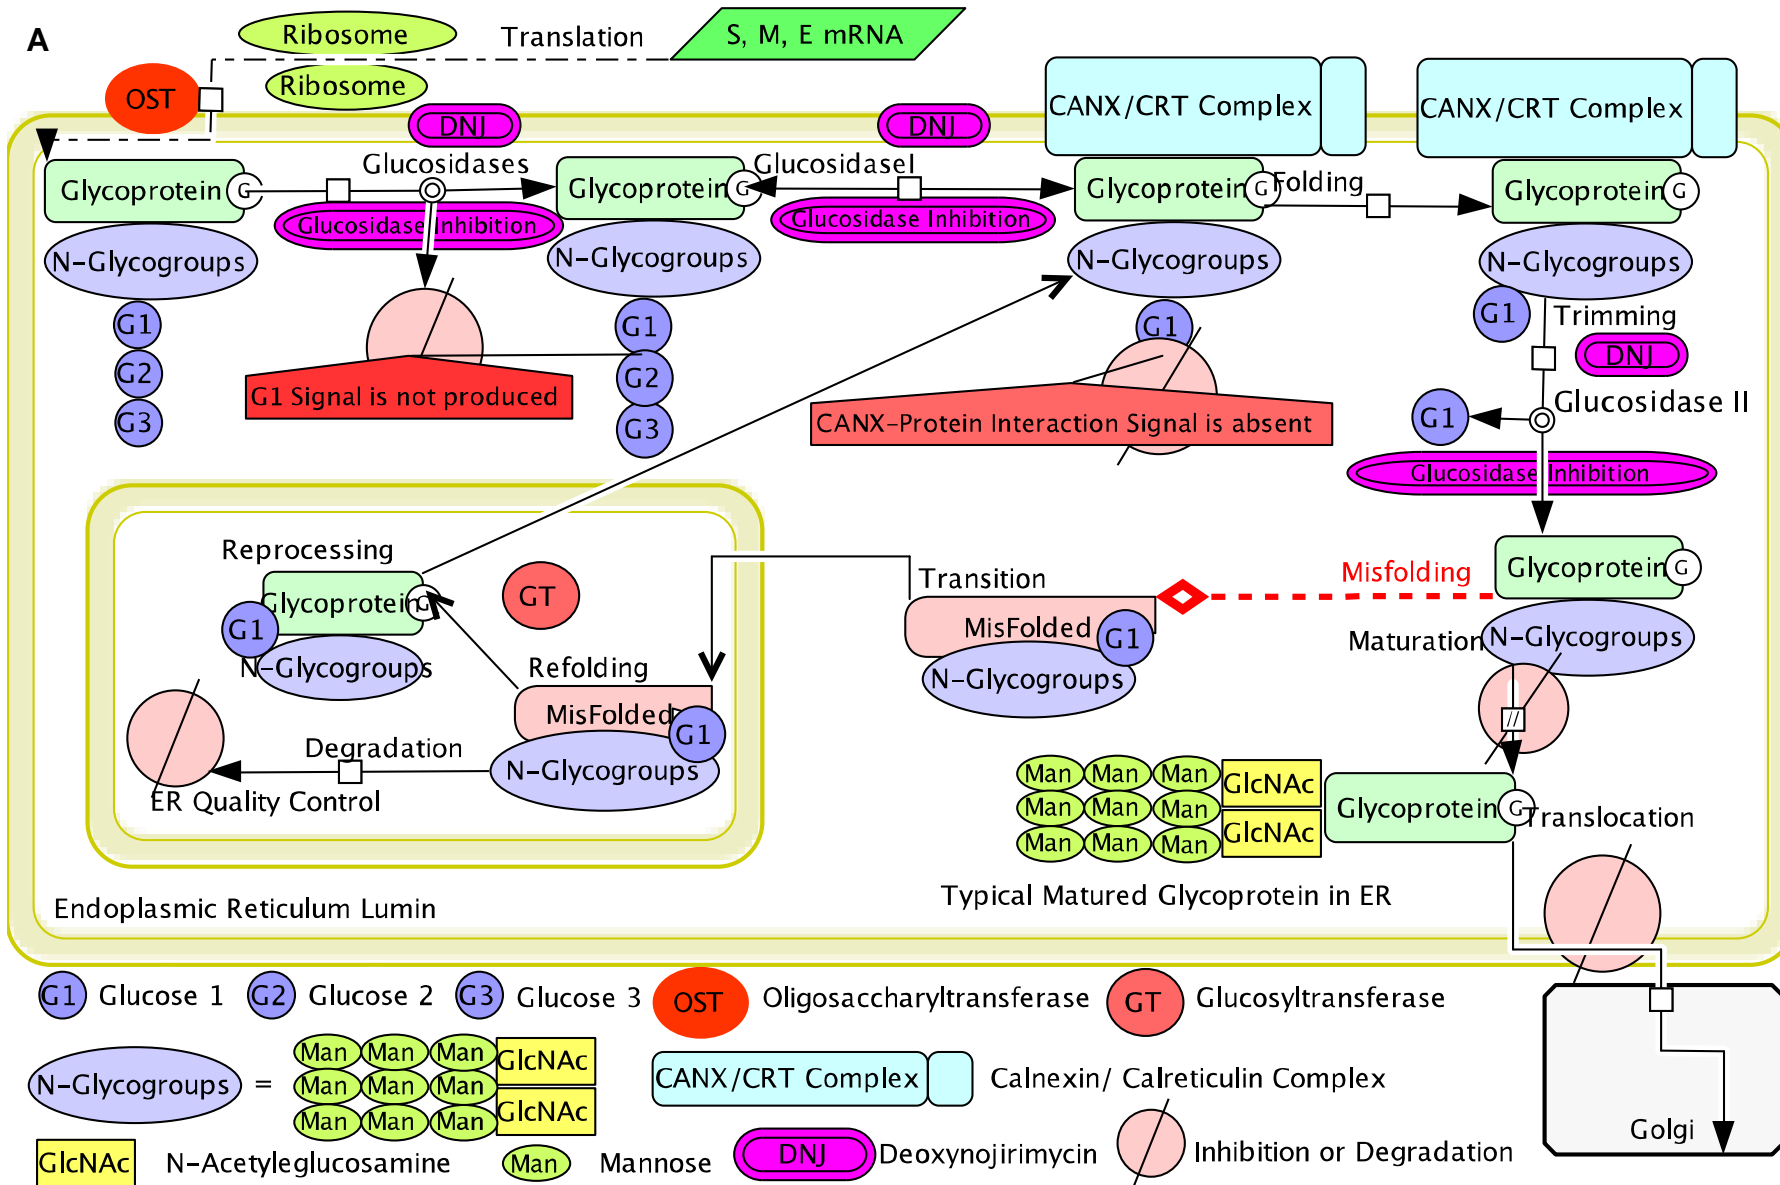 A
Ribosome
Translation
S, M, E mRNA
OST
Ribosome
DNJ
DNJ
CANX/CRT Complex
CANX/CRT Complex
Glycoprotein
G
Glucosidases
Glycoprotein
G
GlucosidaseI
Glycoprotein
G
Folding
Glycoprotein
G
Glucosidase Inhibition
Glucosidase Inhibition
N-Glycogroups
N-Glycogroups
N-Glycogroups
N-Glycogroups
G1
G2
G3
G1
G2
G3
G1
G1
Trimming
DNJ
G1 Signal is not produced
CANX-Protein Interaction Signal is absent
G1
Glucosidase II
Glucosidase Inhibition
Reprocessing
Glycoprotein
G
G1
N-Glycogroups
GT
Transition
MisFolded
G1
N-Glycogroups
Misfolding
Glycoprotein
G
N-Glycogroups
Maturation
//
Refolding
MisFolded
G1
N-Glycogroups
Degradation
ER Quality Control
Man Man Man GlcNAc
Man Man Man
Man Man Man GlcNAc
Glycoprotein
G
Translocation
Typical Matured Glycoprotein in ER
Endoplasmic Reticulum Lumin
G1 Glucose 1 G2 Glucose 2 G3 Glucose 3 OST Oligosaccharyltransferase GT Glucosyltransferase
N-Glycogroups =
Man Man Man GlcNAc
Man Man Man
Man Man Man GlcNAc
CANX/CRT Complex Calnexin/ Calreticulin Complex
GlcNAc N-Acetyleglucosamine Man Mannose DNJ Deoxynojirimycin Inhibition or Degradation
Golgi